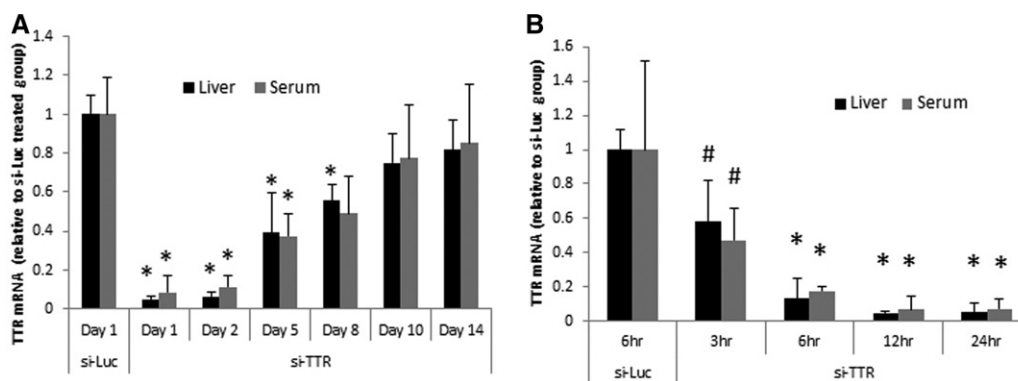 A
TTR mRNA (relative to si-Luc treated group)
1.4
1.2
1
0.8
0.6
0.4
0.2
0
Liver Serum
* * * * * * *
Day 1 Day 1 Day 2 Day 5 Day 8 Day 10 Day 14
si-Luc si-TTR
B
TTR mRNA (relative to si-Luc group)
1.6
1.4
1.2
1
0.8
0.6
0.4
0.2
0
Liver Serum
# #
* * * * * *
6hr 3hr 6hr 12hr 24hr
si-Luc si-TTR